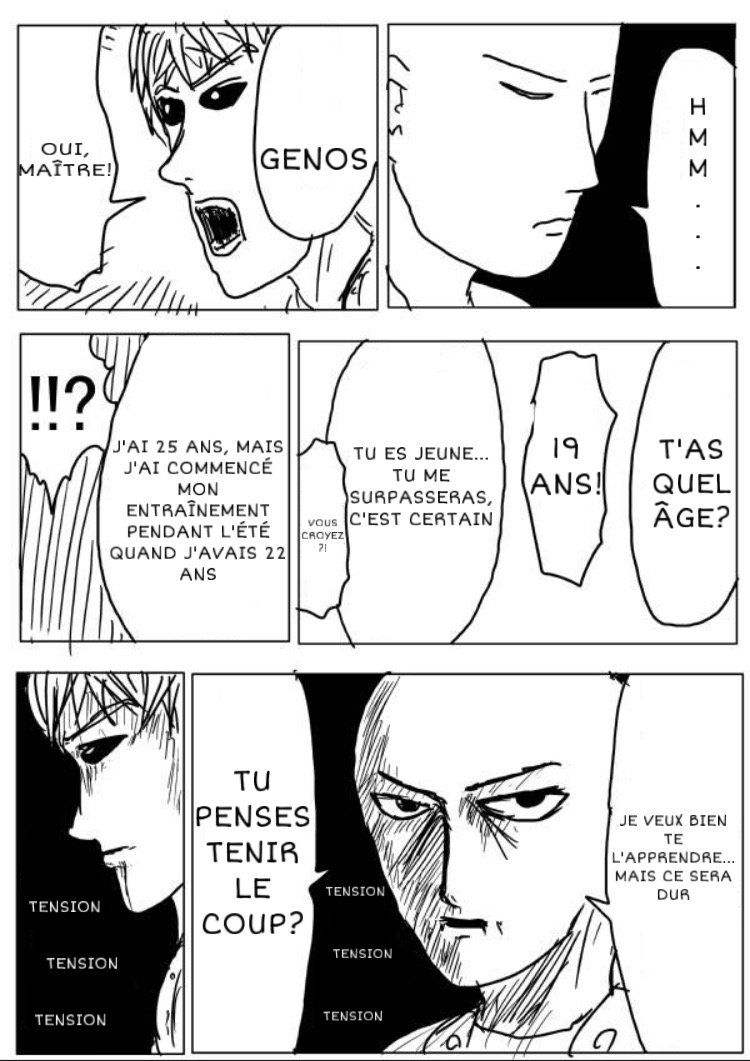 H
M
M
.
.
.
GENOS
OUI,
MAÎTRE!
T'AS
QUEL
ÂGE?
19
ANS!
TU ES JEUNE...
TU ME
SURPASSERAS,
C'EST CERTAIN
VOUS
CROYEZ
?!
J'AI 25 ANS, MAIS
J'AI COMMENCÉ
MON
ENTRAÎNEMENT
PENDANT L'ÉTÉ
QUAND J'AVAIS 22
ANS
!!?
JE VEUX BIEN
TE
L'APPRENDRE...
MAIS CE SERA
DUR
TU
PENSES
TENIR
LE
COUP?
TENSION
TENSION
TENSION
TENSION
TENSION
TENSION